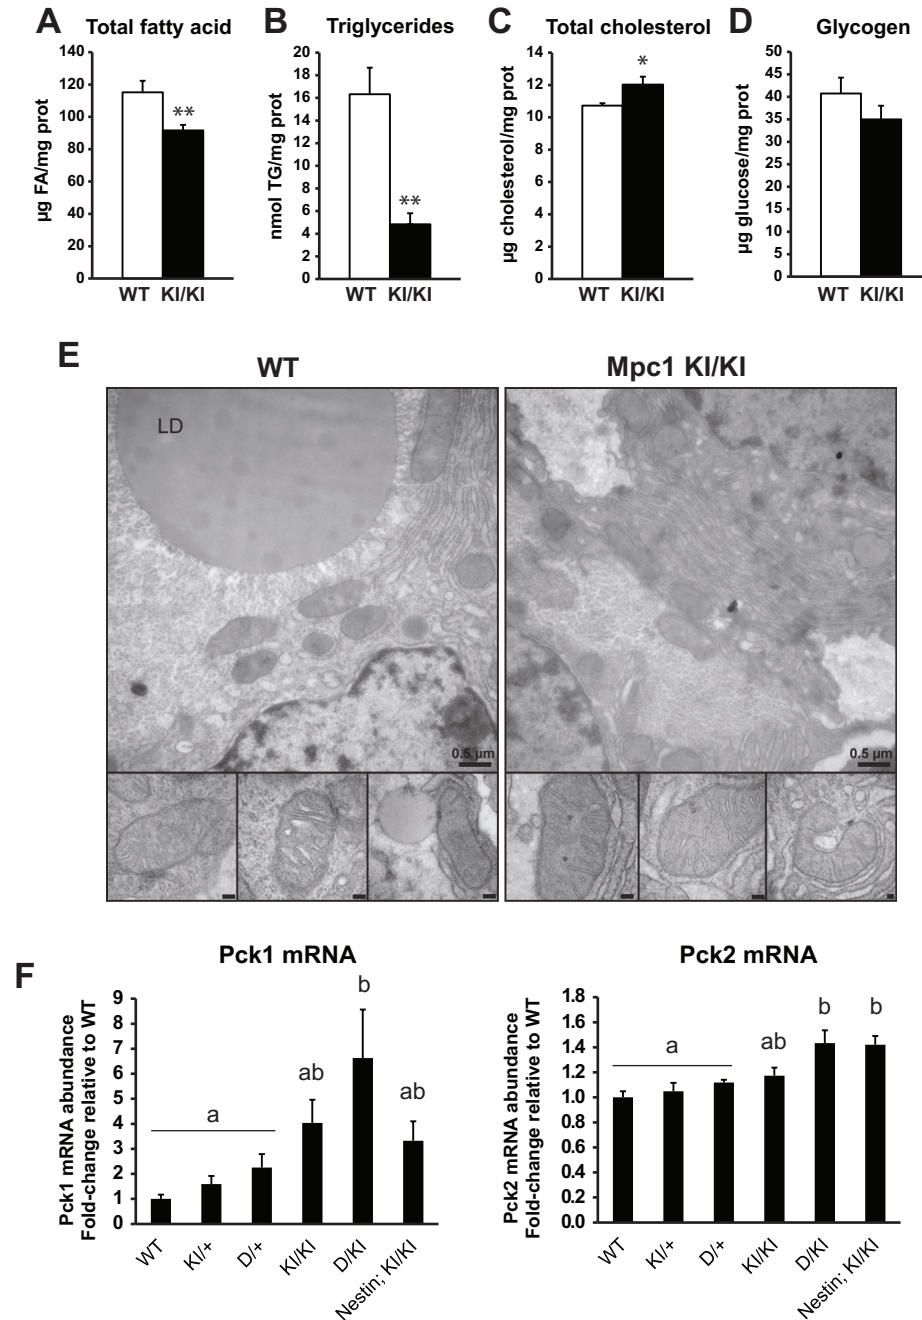 A Total fatty acid
140
120
100
80
60
40
20
0
µg FA/mg prot
**
WT KI/KI
B Triglycerides
20
18
16
14
12
10
8
6
4
2
0
nmol TG/mg prot
**
WT KI/KI
C Total cholesterol
14
12
10
8
6
4
2
0
µg cholesterol/mg prot
*
WT KI/KI
D Glycogen
50
45
40
35
30
25
20
15
10
5
0
µg glucose/mg prot
WT KI/KI
E
WT
Mpc1 KI/KI
LD
0.5 µm
0.5 µm
F
Pck1 mRNA
Pck1 mRNA abundance
Fold-change relative to WT
9
8
7
6
5
4
3
2
1
0
a
ab
b
ab
WT
KI/+
D/+
KI/KI
D/KI
Nestin; KI/KI
Pck2 mRNA
Pck2 mRNA abundance
Fold-change relative to WT
1.8
1.6
1.4
1.2
1.0
0.8
0.6
0.4
0.2
0.0
a
ab
b
b
WT
KI/+
D/+
KI/KI
D/KI
Nestin; KI/KI